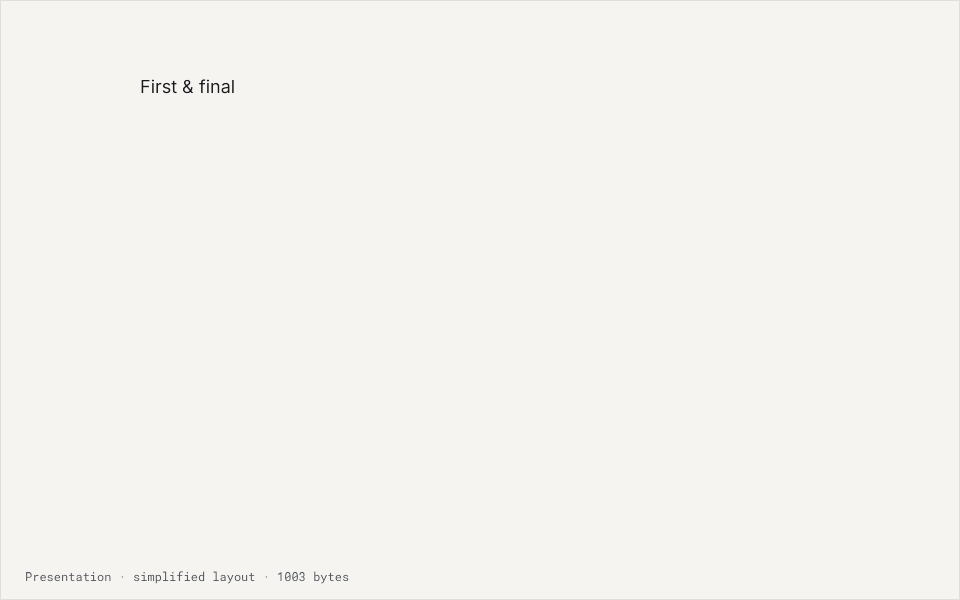 First & final
Presentation · simplified layout · 1003 bytes